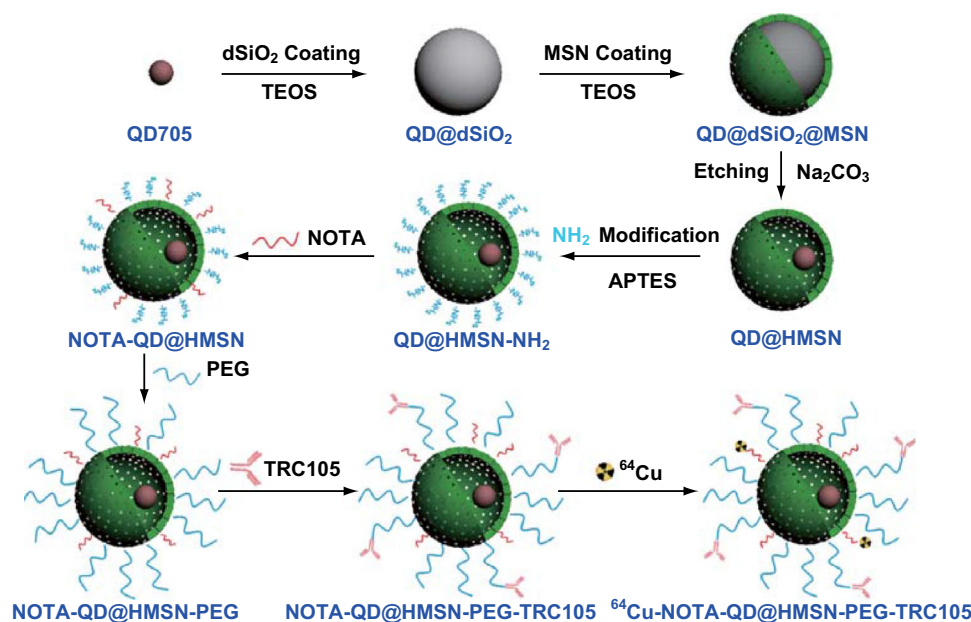 dSiO₂ Coating
TEOS
MSN Coating
TEOS
QD705
QD@dSiO₂
QD@dSiO₂@MSN
Etching
Na₂CO₃
NH₂ Modification
APTES
NOTA
QD@HMSN
QD@HMSN-NH₂
NOTA-QD@HMSN
PEG
TRC105
⁶⁴Cu
NOTA-QD@HMSN-PEG
NOTA-QD@HMSN-PEG-TRC105
⁶⁴Cu-NOTA-QD@HMSN-PEG-TRC105